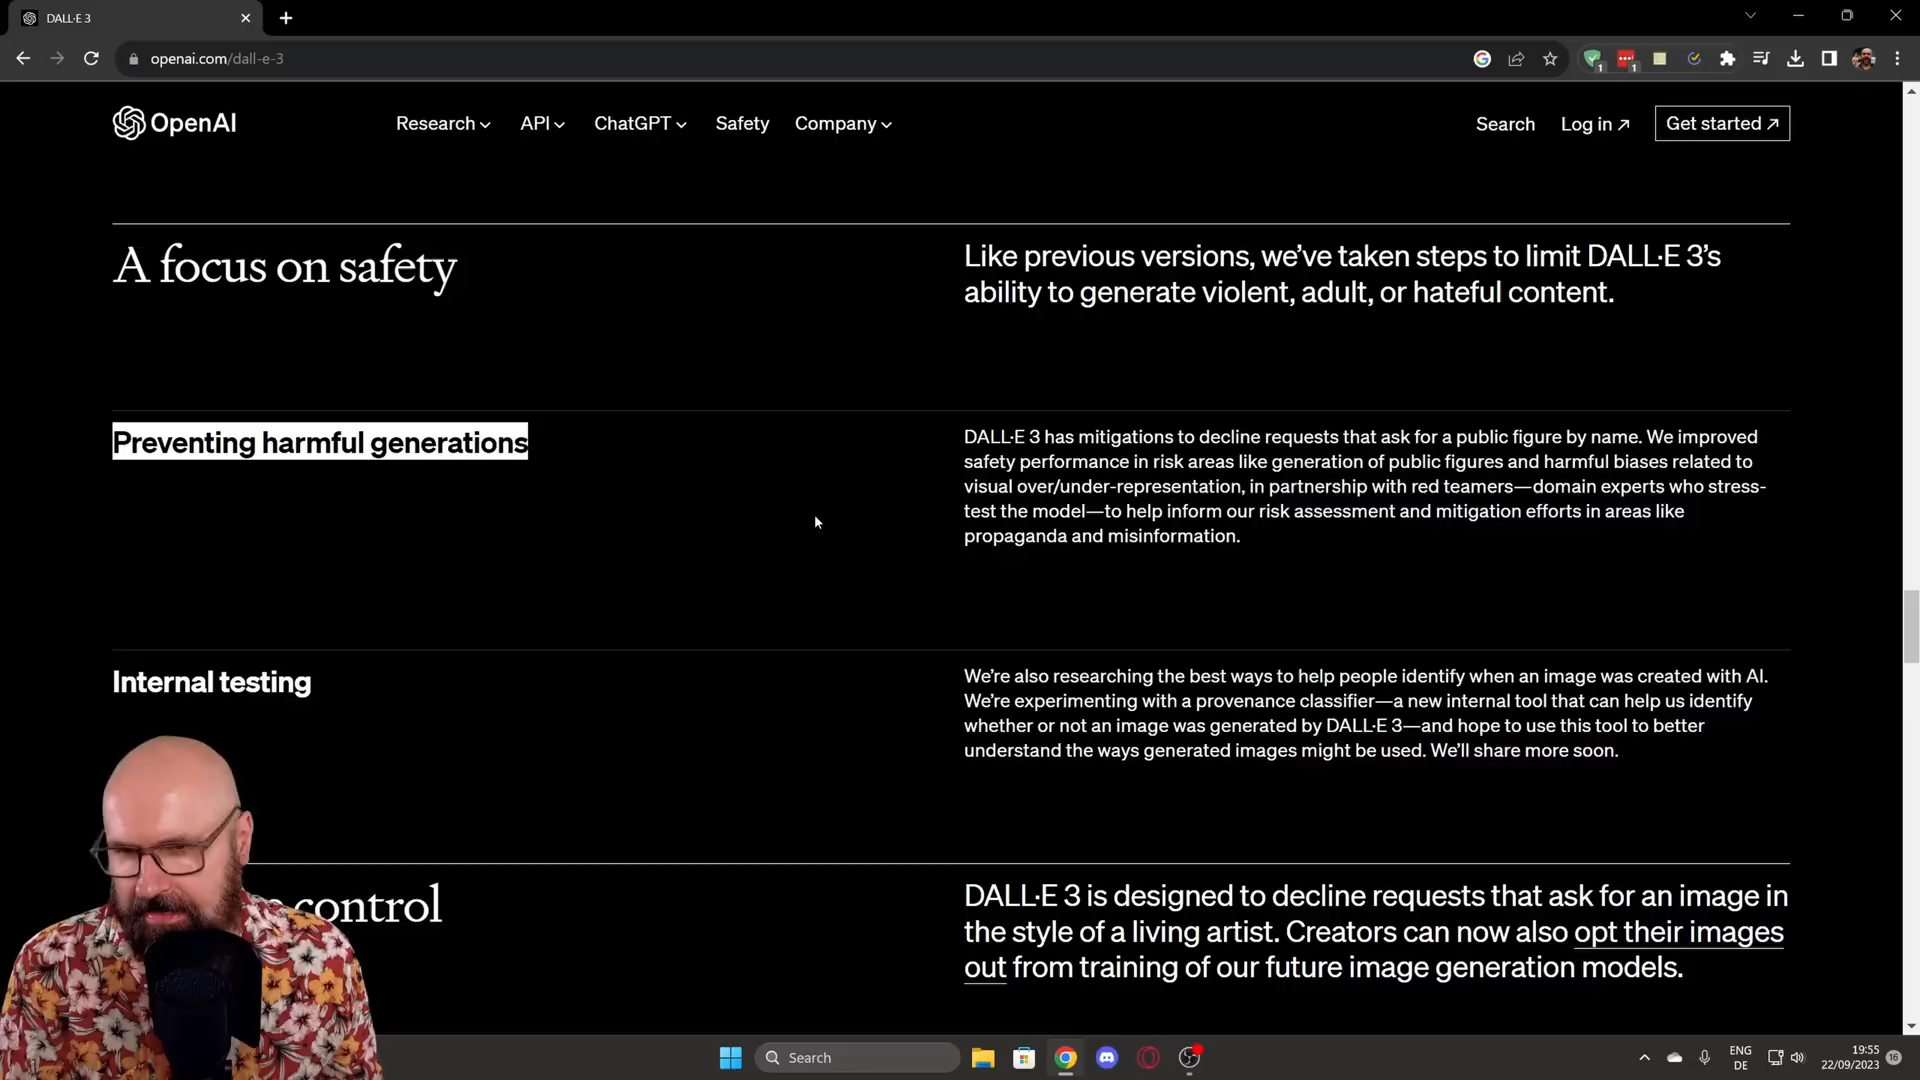 DALL·E 3
openai.com/dall-e-3
1
1
OpenAI
Research
API
ChatGPT
Safety
Company
Search
Log in ↗
Get started ↗
A focus on safety
Like previous versions, we’ve taken steps to limit DALL·E 3’s
ability to generate violent, adult, or hateful content.
Preventing harmful generations
DALL·E 3 has mitigations to decline requests that ask for a public figure by name. We improved
safety performance in risk areas like generation of public figures and harmful biases related to
visual over/under-representation, in partnership with red teamers—domain experts who stress-
test the model—to help inform our risk assessment and mitigation efforts in areas like
propaganda and misinformation.
Internal testing
We’re also researching the best ways to help people identify when an image was created with AI.
We’re experimenting with a provenance classifier—a new internal tool that can help us identify
whether or not an image was generated by DALL·E 3—and hope to use this tool to better
understand the ways generated images might be used. We’ll share more soon.
control
DALL·E 3 is designed to decline requests that ask for an image in
the style of a living artist. Creators can now also opt their images
out from training of our future image generation models.
Search
ENG
DE
19:55
22/09/2023
16